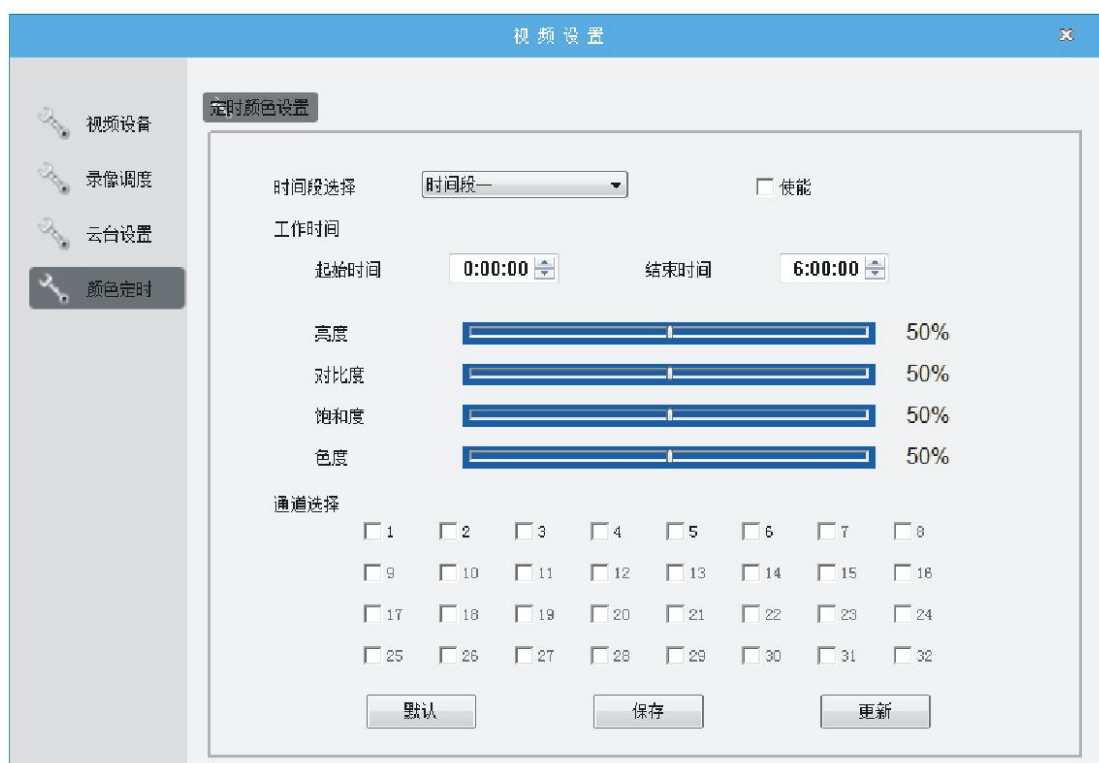 视频设置
视频设备
录像调度
云台设置
颜色定时
定时颜色设置
时间段选择 时间段一 使能
工作时间
起始时间 0:00:00 结束时间 6:00:00
亮度 50%
对比度 50%
饱和度 50%
色度 50%
通道选择
1 2 3 4 5 6 7 8
9 10 11 12 13 14 15 16
17 18 19 20 21 22 23 24
25 26 27 28 29 30 31 32
默认 保存 更新